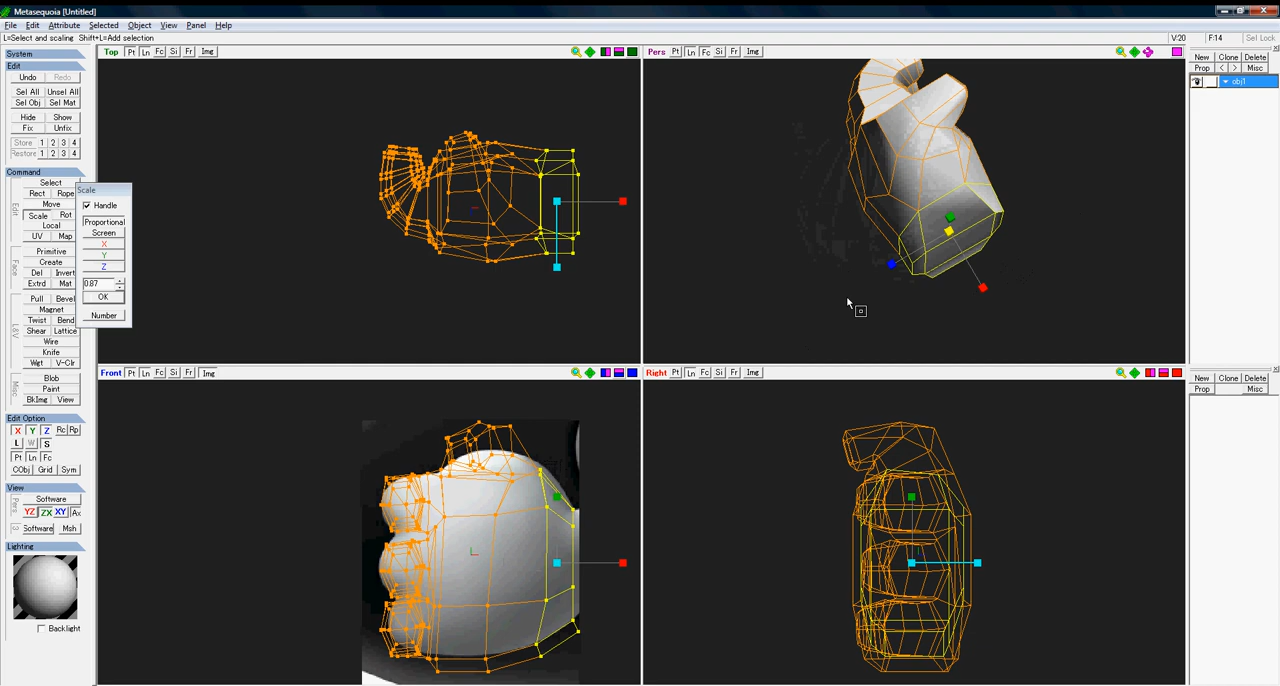 Metasequoia [Untitled]
File Edit Attribute Selected Object View Panel Help
L=Select and scaling Shift+L=Add selection
V:20 F:14 Sel Lock
System
Edit
Undo Redo
Sel All Unsel All
Sel Obj Sel Mat
Hide Show
Fix Unfix
Store 1 2 3 4
Restore 1 2 3 4
Command
Edit
Select
Rect Rope
Move
Scale Rot
Local
UV Map
Face
Primitive
Create
Del Invert
Extrd Mat
L&V
Pull Bevel
Magnet
Twist Bend
Shear Lattice
Wire
Knife
Wgt V-Clr
Misc
Blob
Paint
BkImg View
Edit Option
X Y Z Rc Rp
L W S
Pt Ln Fc
CObj Grid Sym
View
Pers
Software
YZ ZX XY Ax
3 Software Msh
Lighting
Backlight
Scale
Handle
Proportional
Screen
X
Y
Z
0.87
OK
Number
Top Pt Ln Fc Si Fr Img
Pers Pt Ln Fc Si Fr Img
Front Pt Ln Fc Si Fr Img
Right Pt Ln Fc Si Fr Img
New Clone Delete
Prop < > Misc
obj1
New Clone Delete
Prop Misc